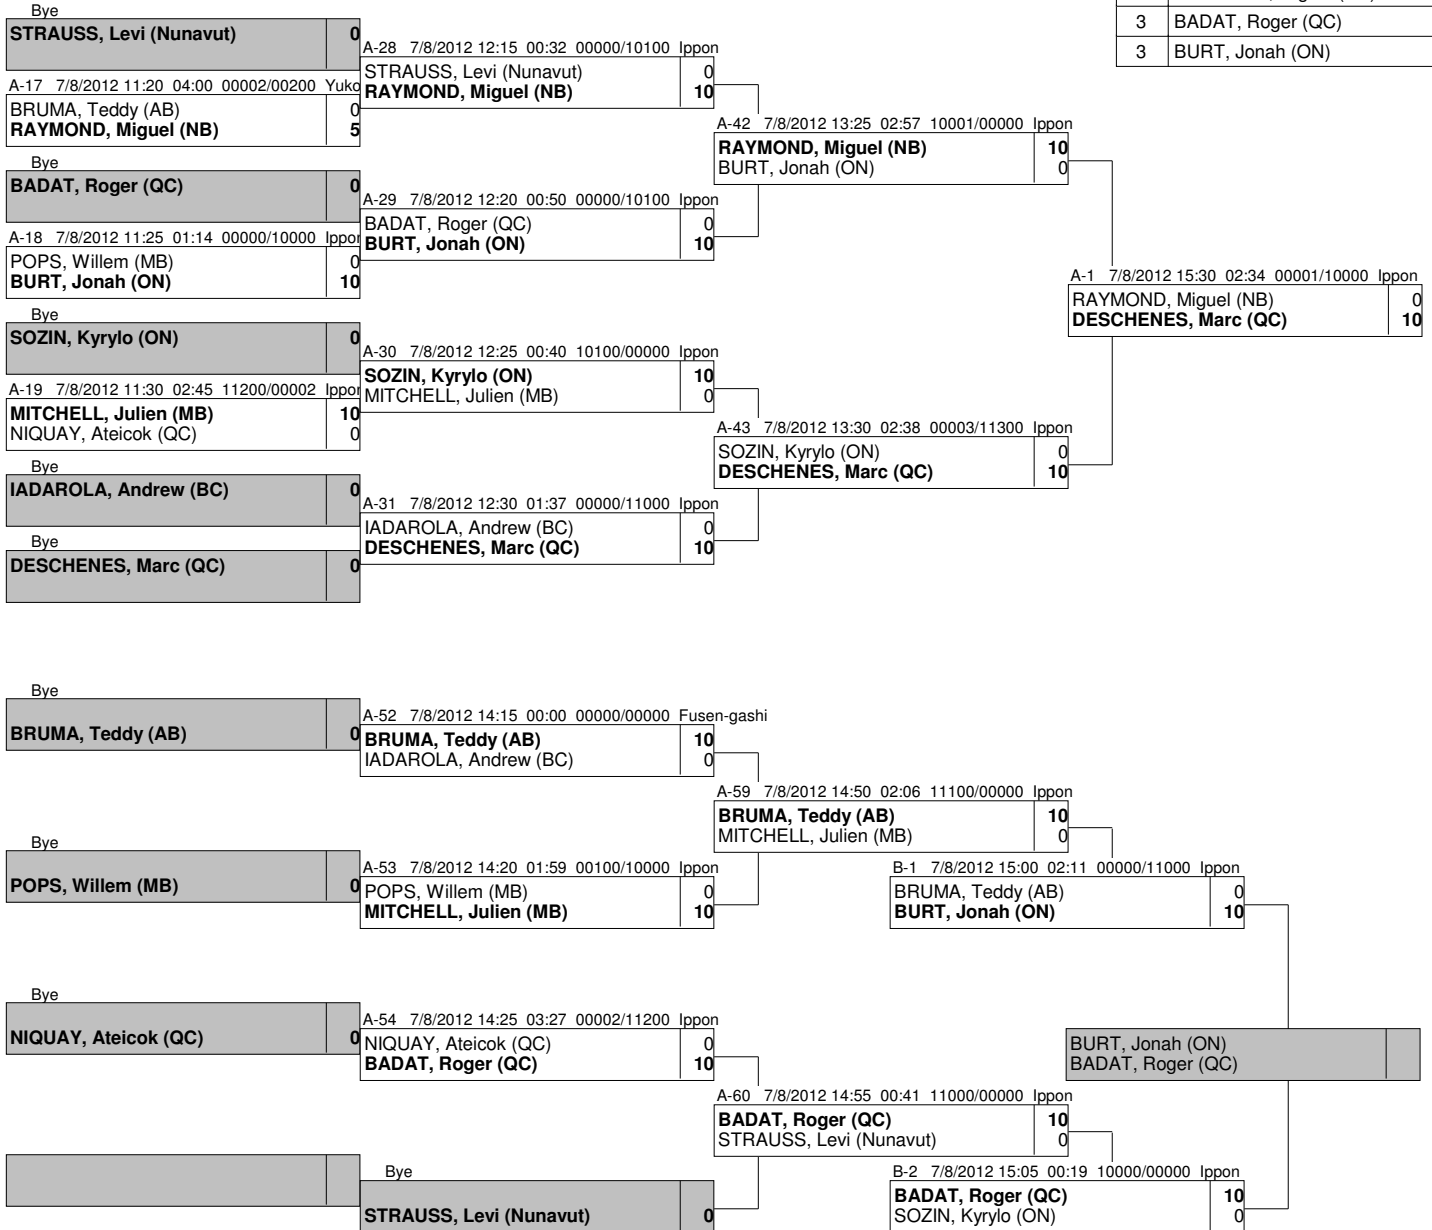 Bye
STRAUSS, Levi (Nunavut) 0
A-17 7/8/2012 11:20 04:00 00002/00200 Yuko
BRUMA, Teddy (AB) 0
RAYMOND, Miguel (NB) 5
Bye
BADAT, Roger (QC) 0
A-18 7/8/2012 11:25 01:14 00000/10000 Ippon
POPS, Willem (MB) 0
BURT, Jonah (ON) 10
Bye
SOZIN, Kyrylo (ON) 0
A-19 7/8/2012 11:30 02:45 11200/00002 Ippon
MITCHELL, Julien (MB) 10
NIQUAY, Ateicok (QC) 0
Bye
IADAROLA, Andrew (BC) 0
Bye
DESCHENES, Marc (QC) 0
A-28 7/8/2012 12:15 00:32 00000/10100 Ippon
STRAUSS, Levi (Nunavut) 0
RAYMOND, Miguel (NB) 10
A-29 7/8/2012 12:20 00:50 00000/10100 Ippon
BADAT, Roger (QC) 0
BURT, Jonah (ON) 10
A-30 7/8/2012 12:25 00:40 10100/00000 Ippon
SOZIN, Kyrylo (ON) 10
MITCHELL, Julien (MB) 0
A-31 7/8/2012 12:30 01:37 00000/11000 Ippon
IADAROLA, Andrew (BC) 0
DESCHENES, Marc (QC) 10
A-42 7/8/2012 13:25 02:57 10001/00000 Ippon
RAYMOND, Miguel (NB) 10
BURT, Jonah (ON) 0
A-43 7/8/2012 13:30 02:38 00003/11300 Ippon
SOZIN, Kyrylo (ON) 0
DESCHENES, Marc (QC) 10
3 BADAT, Roger (QC)
3 BURT, Jonah (ON)
A-1 7/8/2012 15:30 02:34 00001/10000 Ippon
RAYMOND, Miguel (NB) 0
DESCHENES, Marc (QC) 10
Bye
BRUMA, Teddy (AB) 0
Bye
POPS, Willem (MB) 0
Bye
NIQUAY, Ateicok (QC) 0
A-52 7/8/2012 14:15 00:00 00000/00000 Fusen-gashi
BRUMA, Teddy (AB) 10
IADAROLA, Andrew (BC) 0
A-53 7/8/2012 14:20 01:59 00100/10000 Ippon
POPS, Willem (MB) 0
MITCHELL, Julien (MB) 10
A-54 7/8/2012 14:25 03:27 00002/11200 Ippon
NIQUAY, Ateicok (QC) 0
BADAT, Roger (QC) 10
Bye
STRAUSS, Levi (Nunavut) 0
A-59 7/8/2012 14:50 02:06 11100/00000 Ippon
BRUMA, Teddy (AB) 10
MITCHELL, Julien (MB) 0
A-60 7/8/2012 14:55 00:41 11000/00000 Ippon
BADAT, Roger (QC) 10
STRAUSS, Levi (Nunavut) 0
B-1 7/8/2012 15:00 02:11 00000/11000 Ippon
BRUMA, Teddy (AB) 0
BURT, Jonah (ON) 10
B-2 7/8/2012 15:05 00:19 10000/00000 Ippon
BADAT, Roger (QC) 10
SOZIN, Kyrylo (ON) 0
BURT, Jonah (ON)
BADAT, Roger (QC)